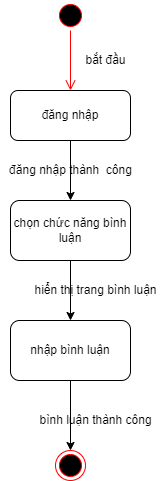 bắt đầu
đăng nhập
đăng nhập thành công
chọn chức năng bình
luận
hiển thị trang bình luận
nhập bình luận
bình luận thành công